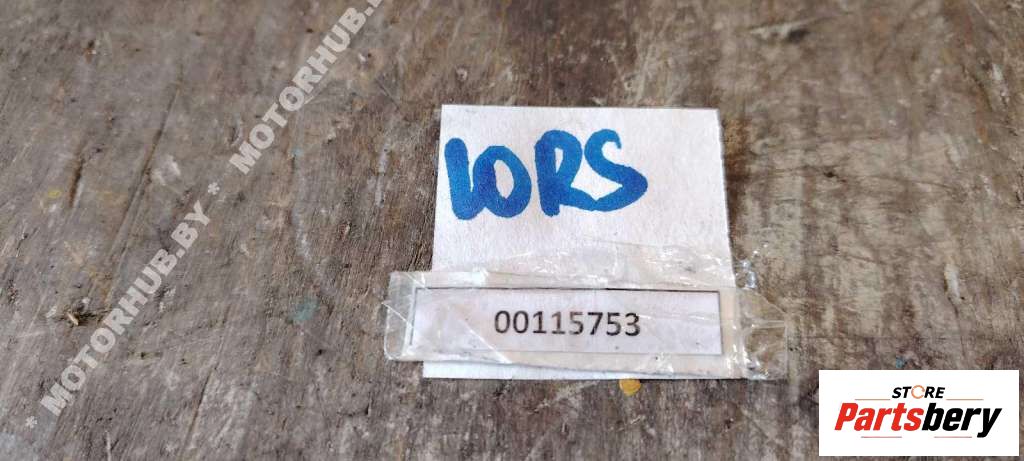 * MOTORHUB.BY * MOTORHUB.BY
10RS
00115753
STORE
Partsbery